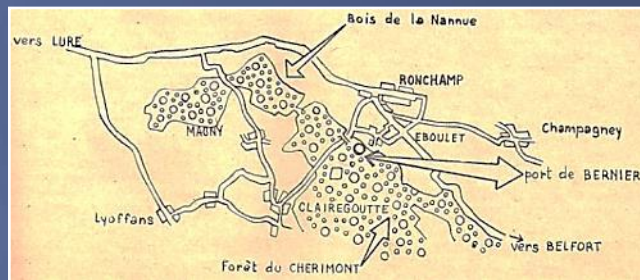 Bois de la Nannue
vers LURE
RONCHAMP
Champagney
MAGNY
EBOULET
port de BERNIER
CLAIREGOUTTE
Lyoffans
vers BELFORT
Forêt du CHERIMONT